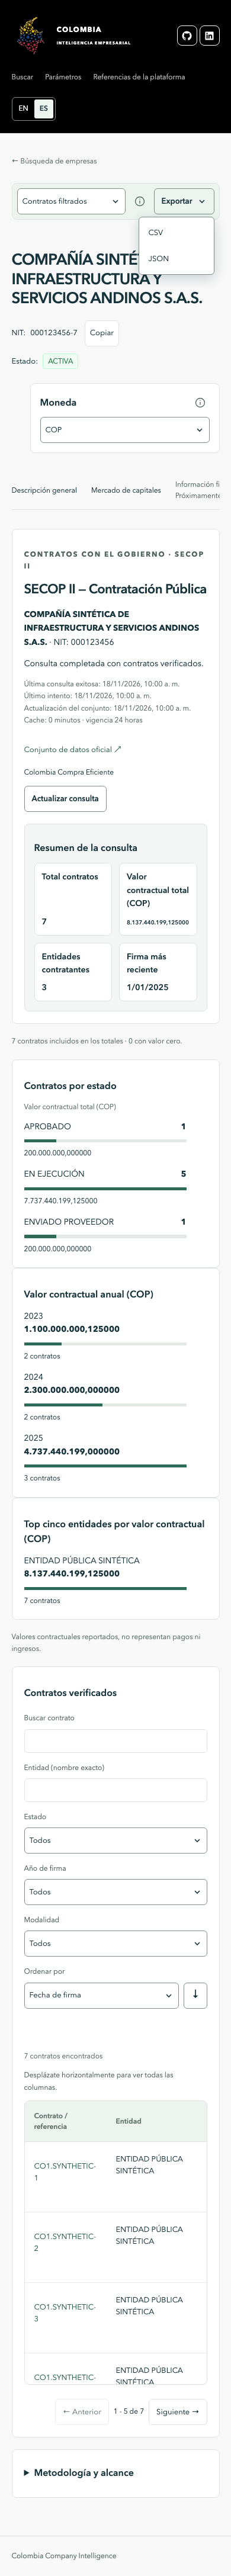 COLOMBIA
INTELIGENCIA EMPRESARIAL
Buscar Parámetros Referencias de la plataforma
EN ES
← Búsqueda de empresas
Contratos filtrados
Exportar
CSV
JSON
COMPAÑÍA SINTÉ
INFRAESTRUCTURA Y
SERVICIOS ANDINOS S.A.S.
NIT: 000123456-7 Copiar
Estado: ACTIVA
Moneda
COP
Descripción general Mercado de capitales Información fi
Próximamente
CONTRATOS CON EL GOBIERNO · SECOP
II
SECOP II — Contratación Pública
COMPAÑÍA SINTÉTICA DE
INFRAESTRUCTURA Y SERVICIOS ANDINOS
S.A.S. · NIT: 000123456
Consulta completada con contratos verificados.
Última consulta exitosa: 18/11/2026, 10:00 a. m.
Último intento: 18/11/2026, 10:00 a. m.
Actualización del conjunto: 18/11/2026, 10:00 a. m.
Cache: 0 minutos · vigencia 24 horas
Conjunto de datos oficial ↗
Colombia Compra Eficiente
Actualizar consulta
Resumen de la consulta
Total contratos
7
Valor
contractual total
(COP)
8.137.440.199,125000
Entidades
contratantes
3
Firma más
reciente
1/01/2025
7 contratos incluidos en los totales · 0 con valor cero.
Contratos por estado
Valor contractual total (COP)
APROBADO 1
200.000.000,000000
EN EJECUCIÓN 5
7.737.440.199,125000
ENVIADO PROVEEDOR 1
200.000.000,000000
Valor contractual anual (COP)
2023
1.100.000.000,125000
2 contratos
2024
2.300.000.000,000000
2 contratos
2025
4.737.440.199,000000
3 contratos
Top cinco entidades por valor contractual
(COP)
ENTIDAD PÚBLICA SINTÉTICA
8.137.440.199,125000
7 contratos
Valores contractuales reportados, no representan pagos ni
ingresos.
Contratos verificados
Buscar contrato
Entidad (nombre exacto)
Estado
Todos
Año de firma
Todos
Modalidad
Todos
Ordenar por
Fecha de firma ↓
7 contratos encontrados
Desplázate horizontalmente para ver todas las
columnas.
Contrato /
referencia
Entidad
CO1.SYNTHETIC-
1
ENTIDAD PÚBLICA
SINTÉTICA
CO1.SYNTHETIC-
2
ENTIDAD PÚBLICA
SINTÉTICA
CO1.SYNTHETIC-
3
ENTIDAD PÚBLICA
SINTÉTICA
CO1.SYNTHETIC-
ENTIDAD PÚBLICA
SINTÉTICA
← Anterior 1 - 5 de 7 Siguiente →
Metodología y alcance
Colombia Company Intelligence